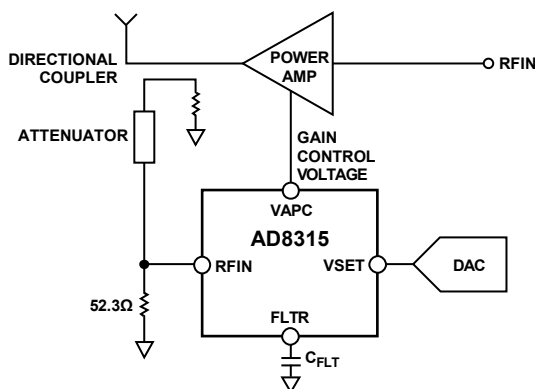 POWER
AMP
RFIN
DIRECTIONAL
COUPLER
ATTENUATOR
GAIN
CONTROL
VOLTAGE
VAPC
AD8315
RFIN
VSET
DAC
52.3Ω
FLTR
CFLT